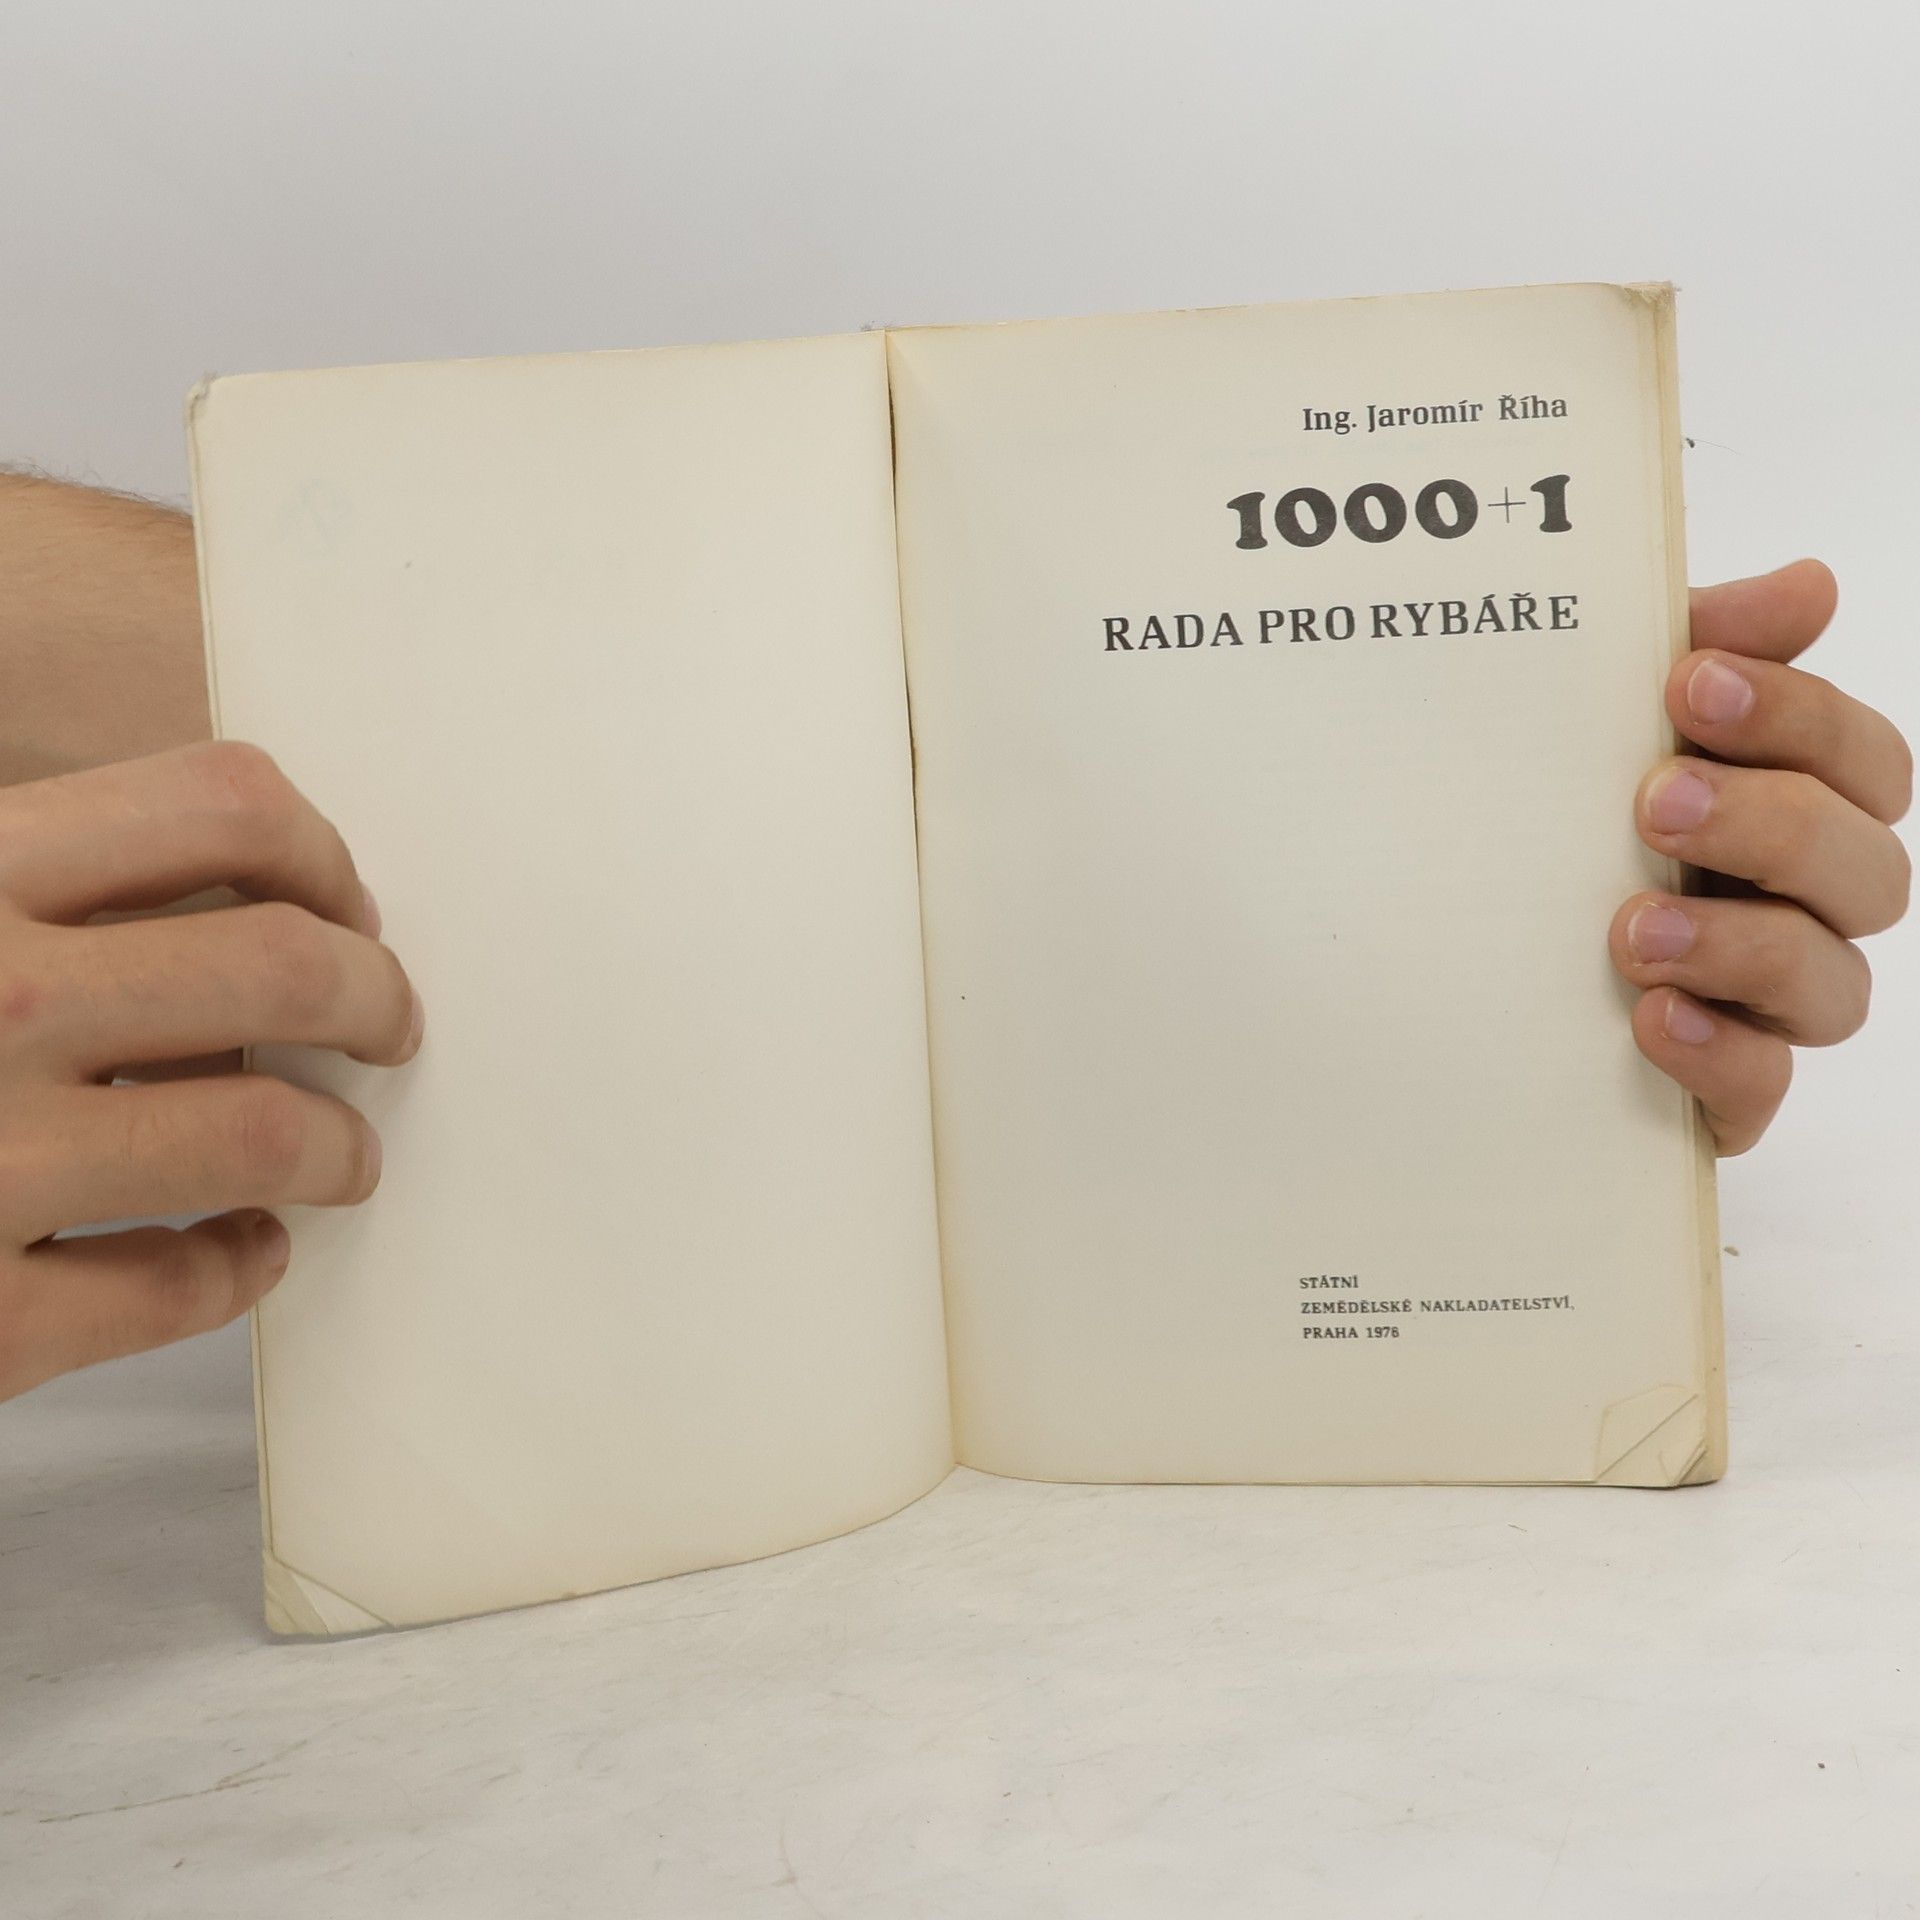 Ing. Jaromír Říha
1000+1
RADA PRO RYBÁŘE
STÁTNÍ
ZEMĚDĚLSKÉ NAKLADATELSTVÍ,
PRAHA 1976